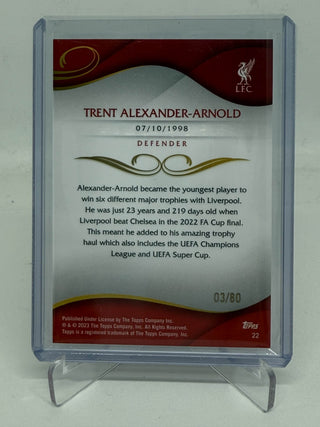 L.F.C.
TRENT ALEXANDER-ARNOLD
07/10/1998
DEFENDER
Alexander-Arnold became the youngest player to
win six different major trophies with Liverpool.
He was just 23 years and 219 days old when
Liverpool beat Chelsea in the 2022 FA Cup final.
This meant he added to his amazing trophy
haul which also includes the UEFA Champions
League and UEFA Super Cup.
03/80
Published Under License by The Topps Company Inc.
® & © 2023 The Topps Company, Inc. All Rights Reserved.
Topps is a registered trademark of The Topps Company, Inc.
topps
22